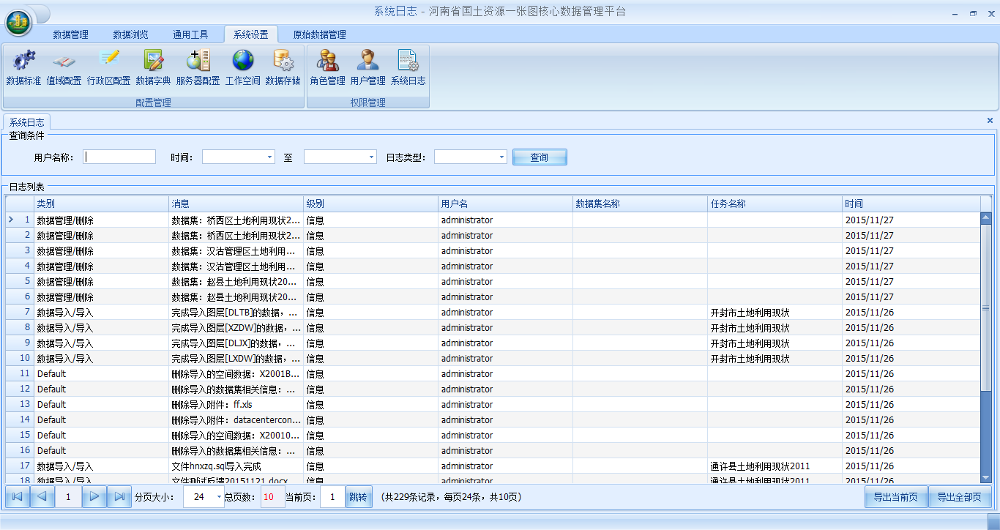 系统日志 - 河南省国土资源一张图核心数据管理平台
数据管理 数据浏览 通用工具 系统设置 原始数据管理
数据标准 值域配置 行政区配置 数据字典 服务器配置 工作空间 数据存储 角色管理 用户管理 系统日志
配置管理 权限管理
系统日志
查询条件
用户名称： 时间： 至 日志类型： 查询
日志列表
类别 消息 级别 用户名 数据集名称 任务名称 时间
1 数据管理/删除 数据集：桥西区土地利用现状2... 信息 administrator 2015/11/27
2 数据管理/删除 数据集：桥西区土地利用现状2... 信息 administrator 2015/11/27
3 数据管理/删除 数据集：汉沽管理区土地利用... 信息 administrator 2015/11/27
4 数据管理/删除 数据集：汉沽管理区土地利用... 信息 administrator 2015/11/27
5 数据管理/删除 数据集：赵县土地利用现状20... 信息 administrator 2015/11/27
6 数据管理/删除 数据集：赵县土地利用现状20... 信息 administrator 2015/11/27
7 数据导入/导入 完成导入图层[DLTB]的数据，... 信息 administrator 开封市土地利用现状 2015/11/26
8 数据导入/导入 完成导入图层[XZDW]的数据，... 信息 administrator 开封市土地利用现状 2015/11/26
9 数据导入/导入 完成导入图层[DLJX]的数据，... 信息 administrator 开封市土地利用现状 2015/11/26
10 数据导入/导入 完成导入图层[LXDW]的数据，... 信息 administrator 开封市土地利用现状 2015/11/26
11 Default 删除导入的空间数据：X2001B... 信息 administrator 2015/11/26
12 Default 删除导入的数据集相关信息：... 信息 administrator 2015/11/26
13 Default 删除导入附件：ff.xls 信息 administrator 2015/11/26
14 Default 删除导入附件：datacentercon... 信息 administrator 2015/11/26
15 Default 删除导入的空间数据：X20010... 信息 administrator 2015/11/26
16 Default 删除导入的数据集相关信息：... 信息 administrator 2015/11/26
17 数据导入/导入 文件hnxzq.sql导入完成 信息 administrator 通许县土地利用现状2011 2015/11/26
18 数据导入/导入 文件测试反馈20151121.docx 信息 administrator 通许县土地利用现状2011 2015/11/26
1 分页大小： 24 总页数： 10 当前页： 1 跳转 （共229条记录，每页24条，共10页） 导出当前页 导出全部页